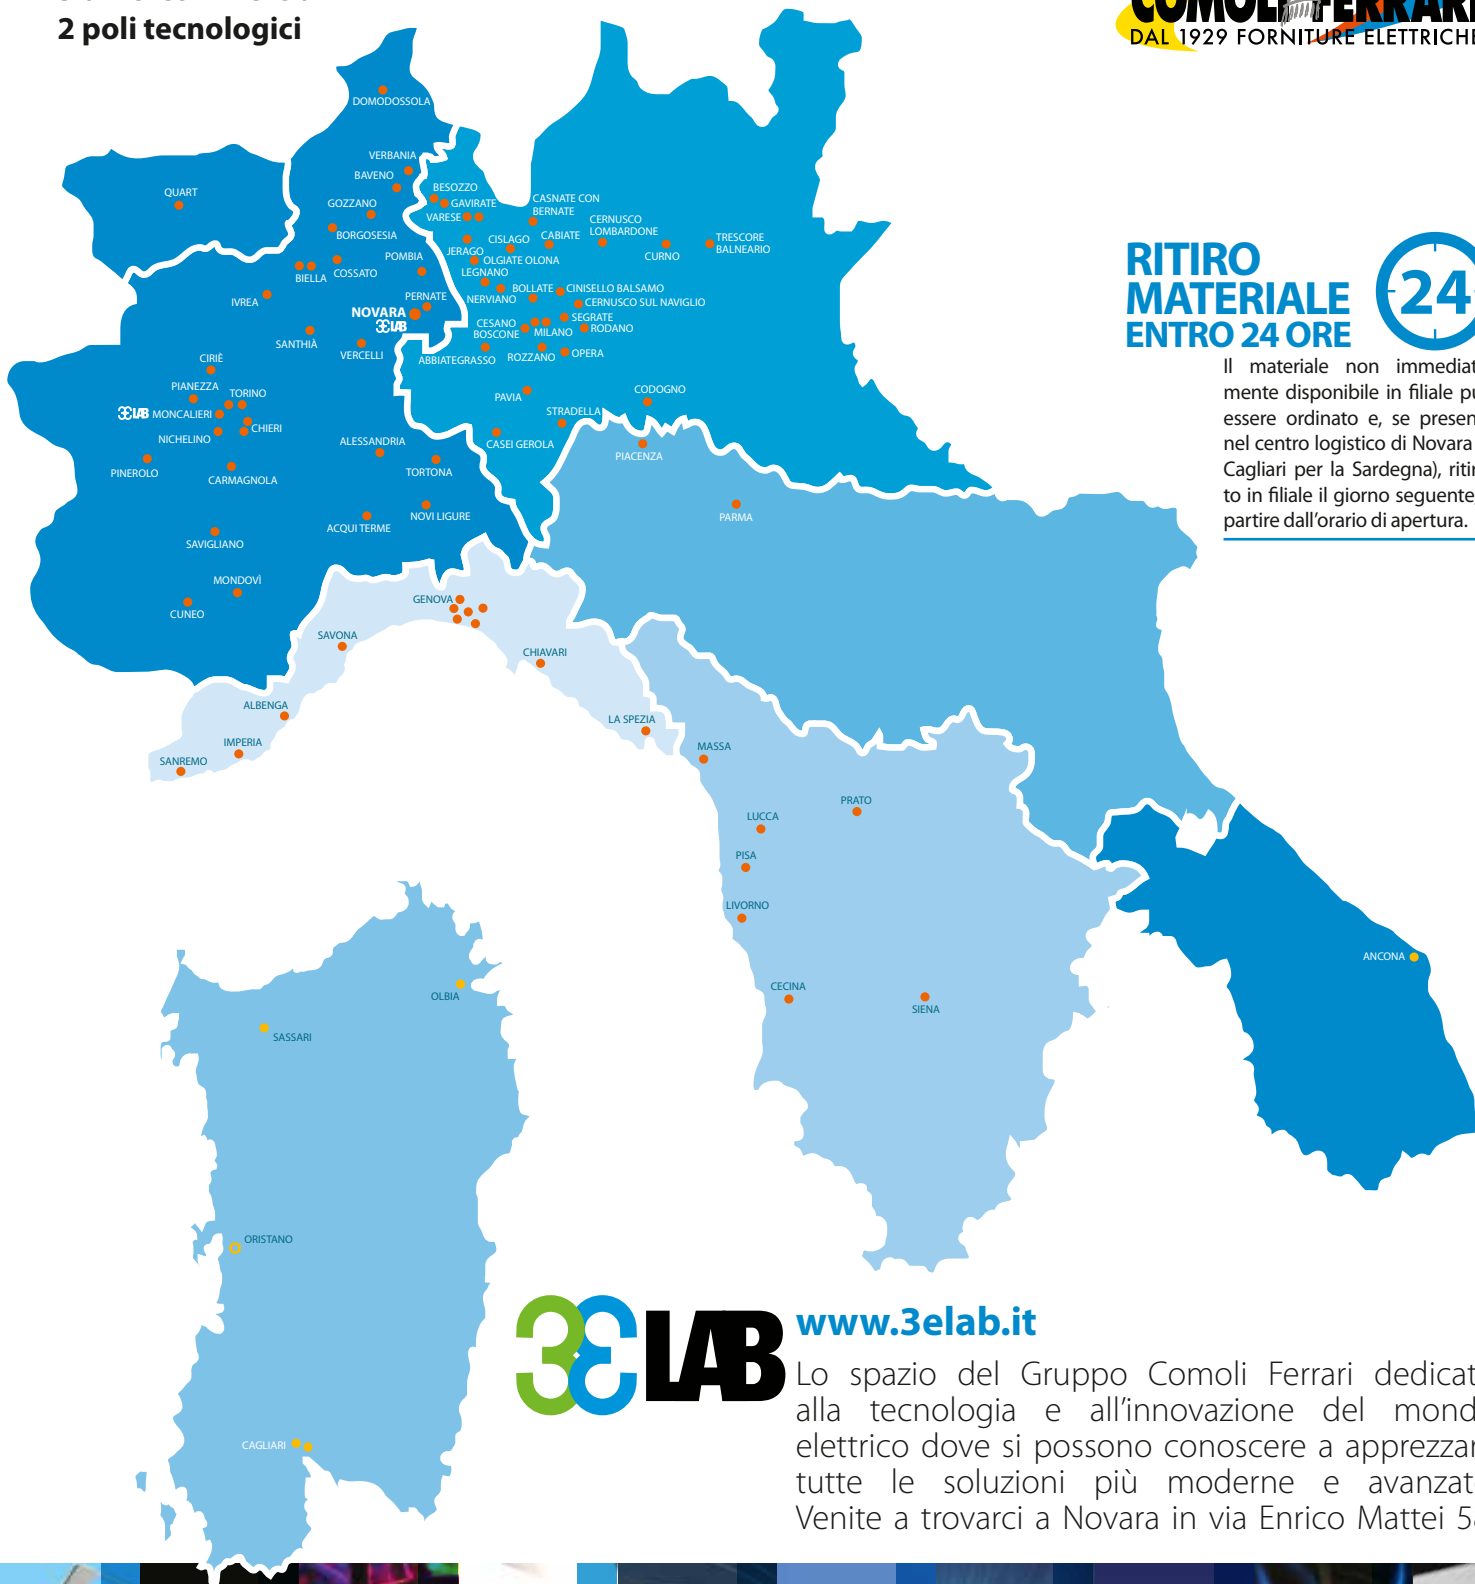 2 poli tecnologici
COMOLI FERRARI
DAL 1929 FORNITURE ELETTRICHE
DOMODOSSOLA
VERBANIA
BAVENO
QUART
GOZZANO
BORGOSESIA
POMBIA
BIELLA
COSSATO
IVREA
PERNATE
NOVARA
3ELAB
SANTHIÀ
VERCELLI
CIRIÈ
PIANEZZA
TORINO
3ELAB
MONCALIERI
CHIERI
NICHELINO
PINEROLO
CARMAGNOLA
ALESSANDRIA
TORTONA
ACQUI TERME
NOVI LIGURE
SAVIGLIANO
MONDOVÌ
CUNEO
BESOZZO
GAVIRATE
VARESE
CASNATE CON
BERNATE
CERNUSCO
LOMBARDONE
CISLAGO
CABIATE
JERAGO
OLGIATE OLONA
CURNO
TRESCORE
BALNEARIO
LEGNANO
NERVIANO
BOLLATE
CINISELLO BALSAMO
CERNUSCO SUL NAVIGLIO
SEGRATE
CESANO
BOSCONE
MILANO
RODANO
ABBIATEGRASSO
ROZZANO
OPERA
PAVIA
CODOGNO
STRADELLA
CASEI GEROLA
PIACENZA
PARMA
GENOVA
SAVONA
CHIAVARI
ALBENGA
LA SPEZIA
IMPERIA
SANREMO
MASSA
PRATO
LUCCA
PISA
LIVORNO
CECINA
SIENA
ANCONA
OLBIA
SASSARI
ORISTANO
CAGLIARI
RITIRO
MATERIALE
ENTRO 24 ORE
24
Il materiale non immediat
mente disponibile in filiale pu
essere ordinato e, se presen
nel centro logistico di Novara
Cagliari per la Sardegna), riti
to in filiale il giorno seguente
partire dall'orario di apertura.
3ELAB
www.3elab.it
Lo spazio del Gruppo Comoli Ferrari dedicat
alla tecnologia e all'innovazione del mond
elettrico dove si possono conoscere a apprezzar
tutte le soluzioni più moderne e avanzat
Venite a trovarci a Novara in via Enrico Mattei 5